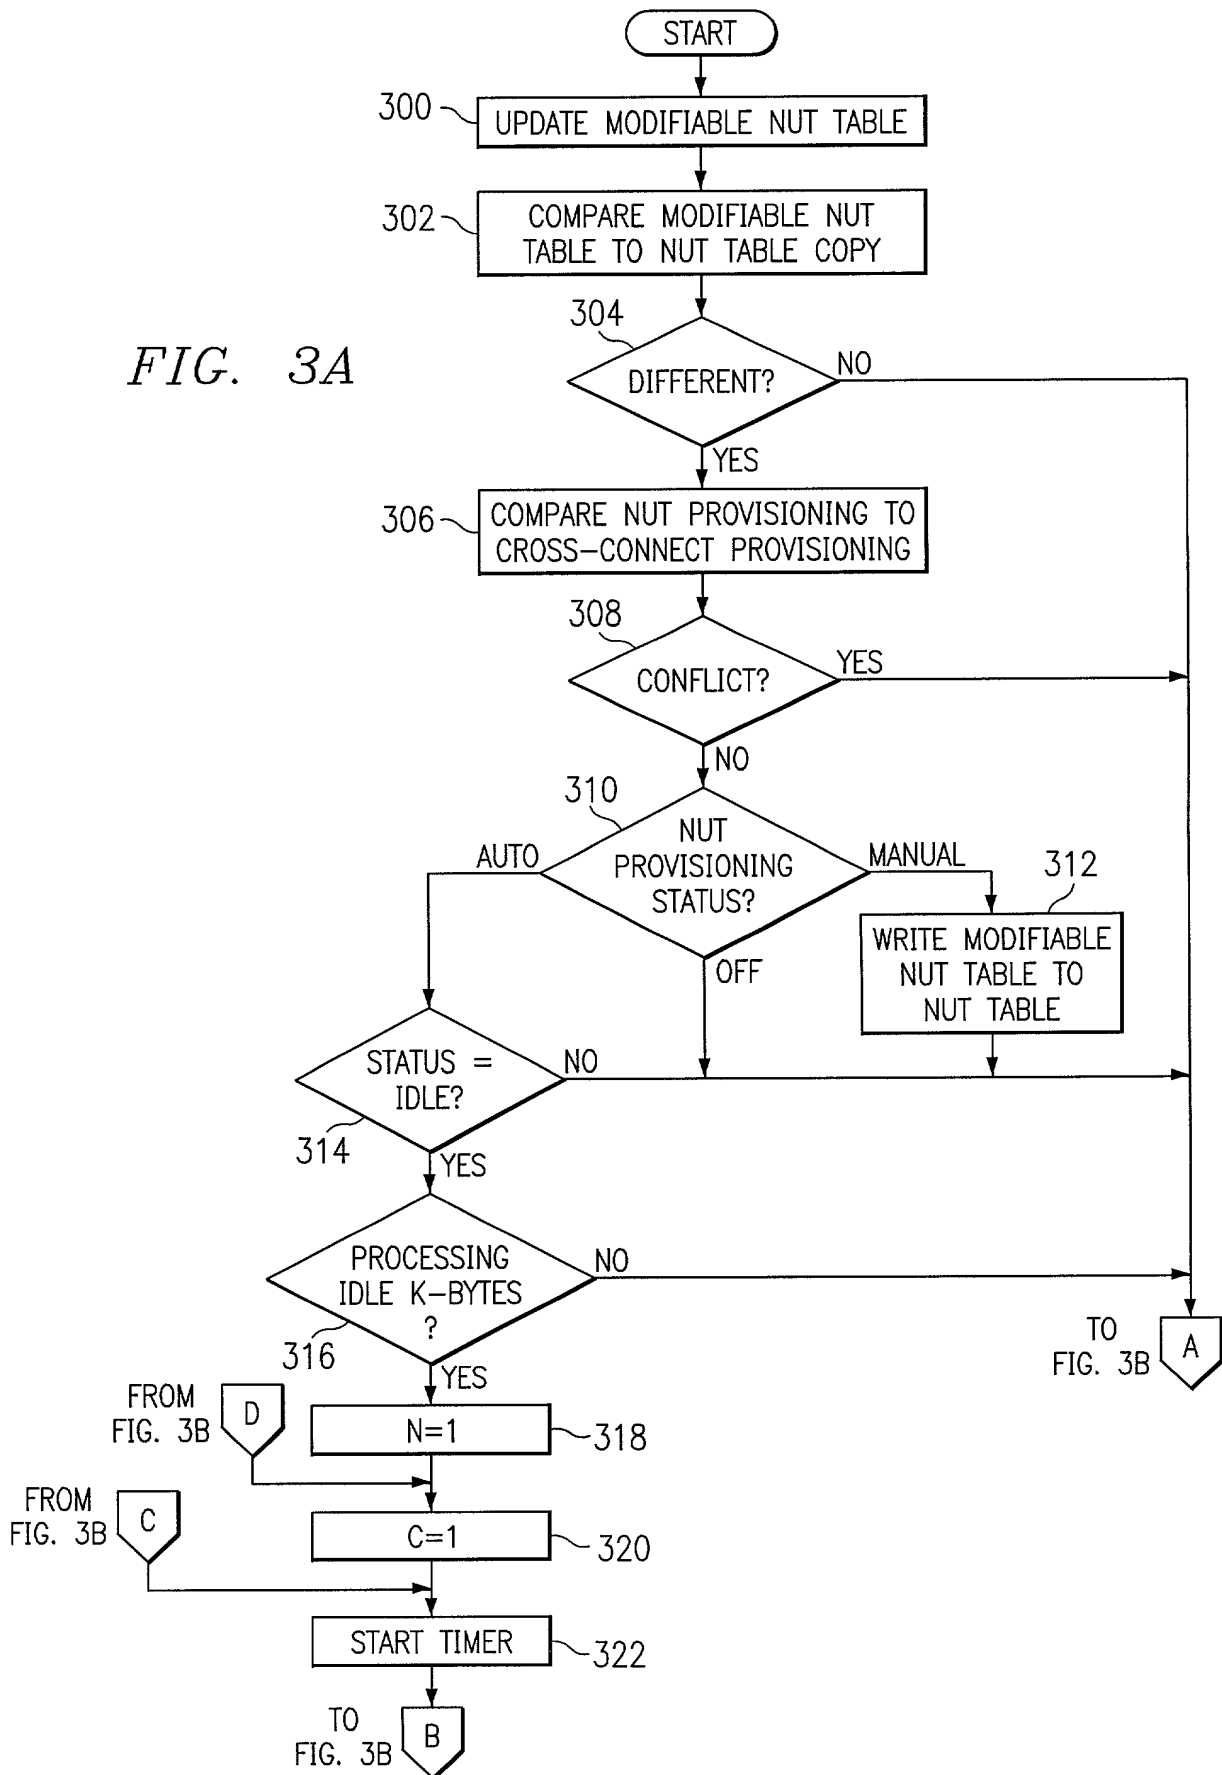 START
300
UPDATE MODIFIABLE NUT TABLE
302
COMPARE MODIFIABLE NUT
TABLE TO NUT TABLE COPY
304
FIG. 3A
DIFFERENT?
NO
YES
306
COMPARE NUT PROVISIONING TO
CROSS-CONNECT PROVISIONING
308
CONFLICT?
YES
NO
310
NUT
PROVISIONING
STATUS?
AUTO
MANUAL
OFF
312
WRITE MODIFIABLE
NUT TABLE TO
NUT TABLE
STATUS =
IDLE?
NO
314
YES
PROCESSING
IDLE K-BYTES
?
NO
316
YES
TO
FIG. 3B
A
FROM
FIG. 3B
D
N=1
318
FROM
FIG. 3B
C
C=1
320
START TIMER
322
TO
FIG. 3B
B